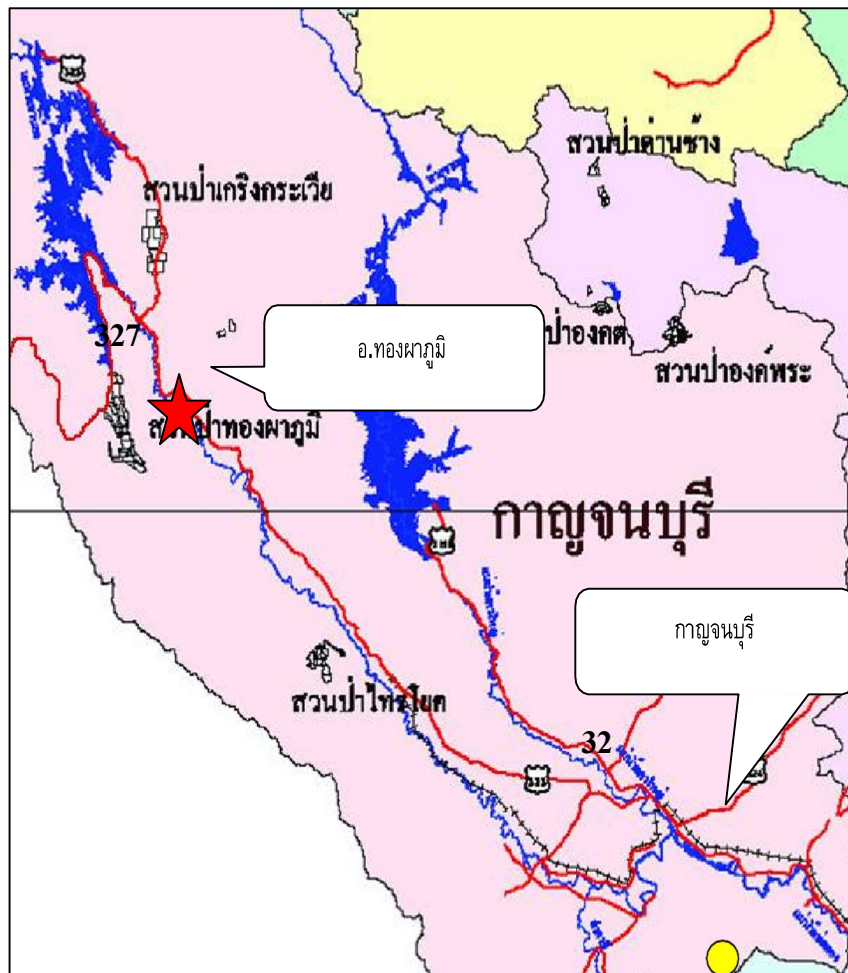 323
สวนป่าด่านช้าง
สวนป่าเกริงกระเวีย
327
อ.ทองผาภูมิ
ป่าองคต
สวนป่าองค์พระ
สวนป่าทองผาภูมิ
กาญจนบุรี
กาญจนบุรี
สวนป่าไทรโยค
32
323